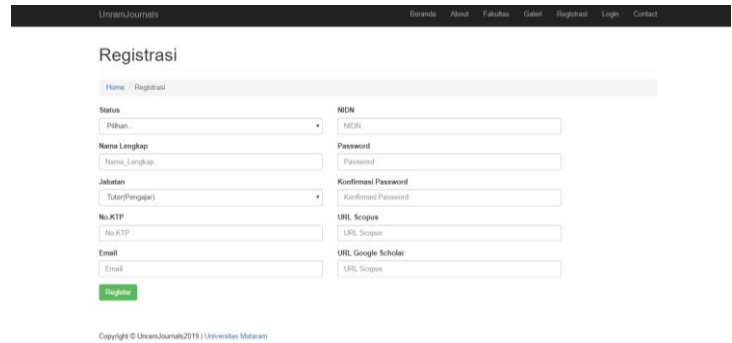 UnramJournals Beranda About Fakultas Galeri Registrasi Login Contact
Registrasi
Home / Registrasi
Status NIDN
Pilihan.. NIDN
Nama Lengkap Password
Nama_Lengkap Password
Jabatan Konfirmasi Password
Tutor(Pengajar) Konfirmasi Password
No.KTP URL Scopus
No.KTP URL Scopus
Email URL Google Scholar
Email URL Scopus
Register
Copyright © UnramJournals2019 | Universitas Mataram